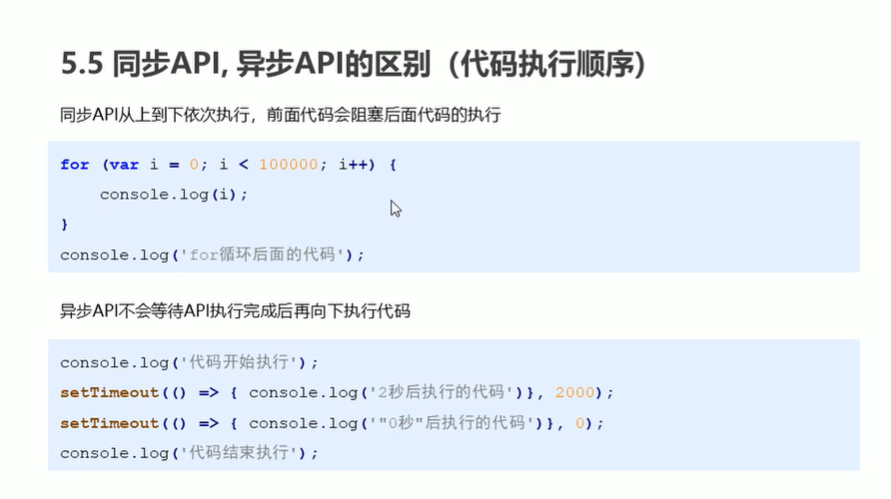 5.5 同步API, 异步API的区别（代码执行顺序）
同步API从上到下依次执行，前面代码会阻塞后面代码的执行
for (var i = 0; i < 100000; i++) {
    console.log(i);
}
console.log('for循环后面的代码');
异步API不会等待API执行完成后再向下执行代码
console.log('代码开始执行');
setTimeout(() => { console.log('2秒后执行的代码')}, 2000);
setTimeout(() => { console.log('"0秒"后执行的代码')}, 0);
console.log('代码结束执行');